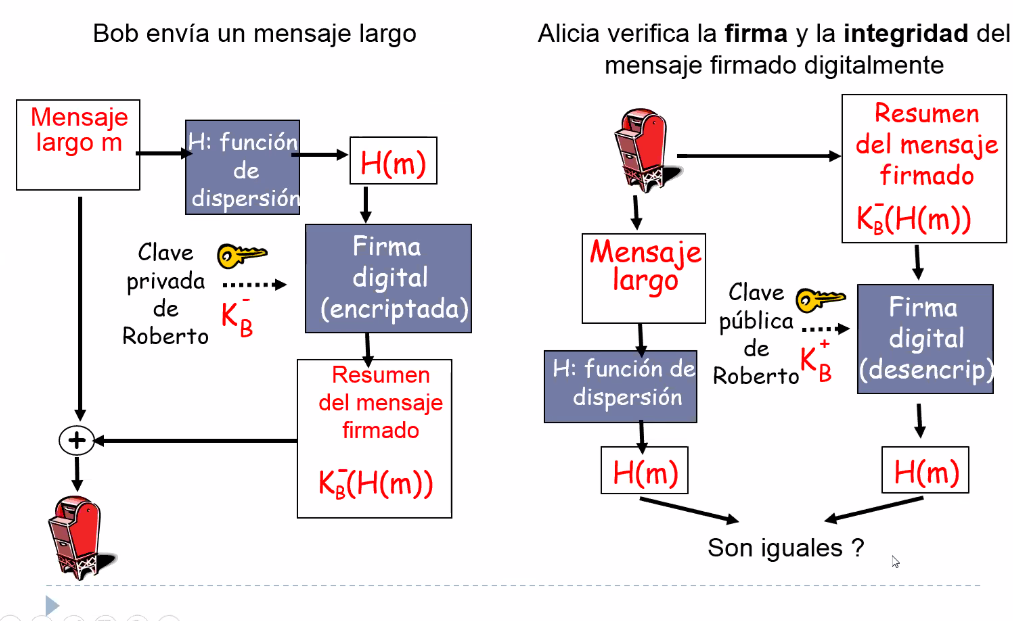 Bob envía un mensaje largo
Mensaje
largo m
H: función
de
dispersión
H(m)
Clave
privada
de
Roberto
K_B^-
Firma
digital
(encriptada)
Resumen
del mensaje
firmado
K_B^-(H(m))
+
Alicia verifica la firma y la integridad del
mensaje firmado digitalmente
Resumen
del mensaje
firmado
K_B^-(H(m))
Mensaje
largo
Clave
pública
de
Roberto
K_B^+
Firma
digital
(desencrip)
H: función de
dispersión
H(m)
H(m)
Son iguales ?